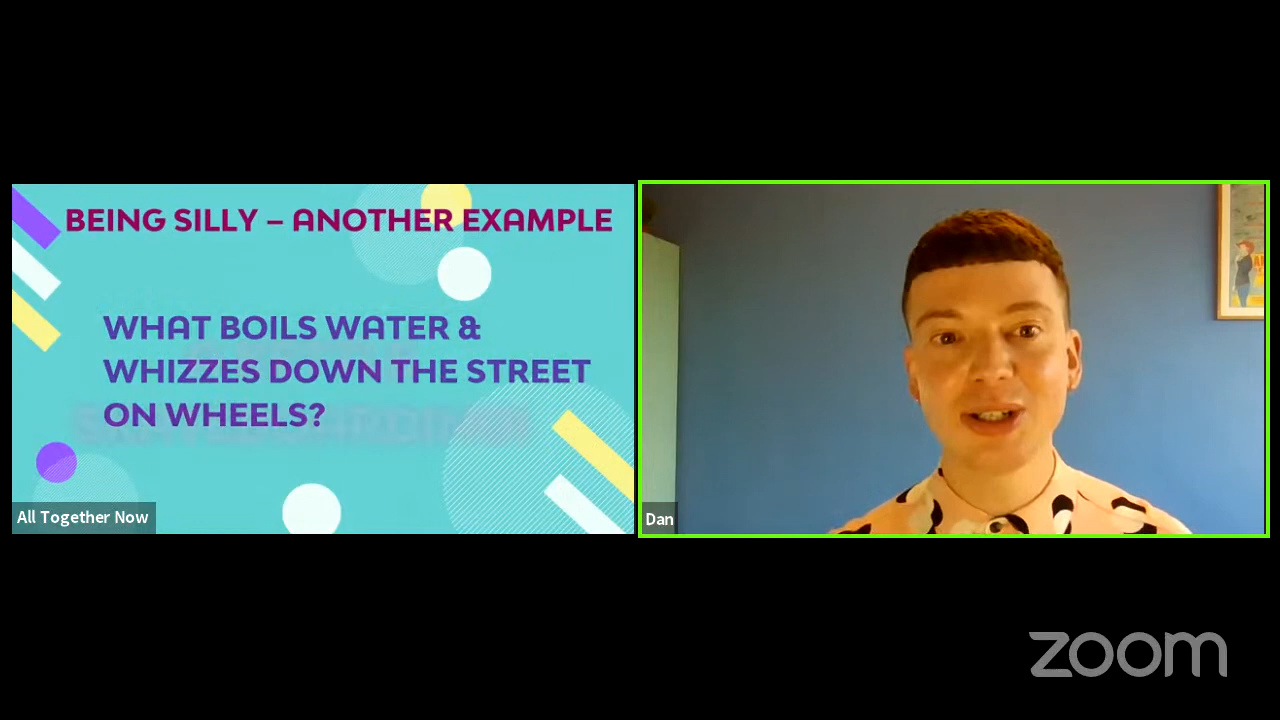 BEING SILLY – ANOTHER EXAMPLE
WHAT BOILS WATER &
WHIZZES DOWN THE STREET
ON WHEELS?
All Together Now
Dan
zoom